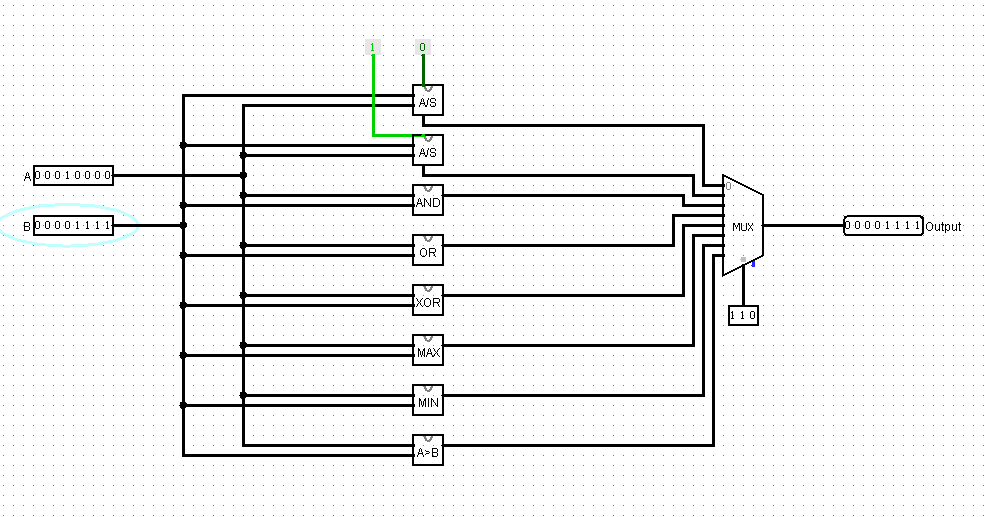 1 0
A/S
A/S
A 0 0 0 1 0 0 0 0
AND
B 0 0 0 0 1 1 1 1
0
MUX
0 0 0 0 1 1 1 1 Output
OR
XOR
1 1 0
MAX
MIN
A>B